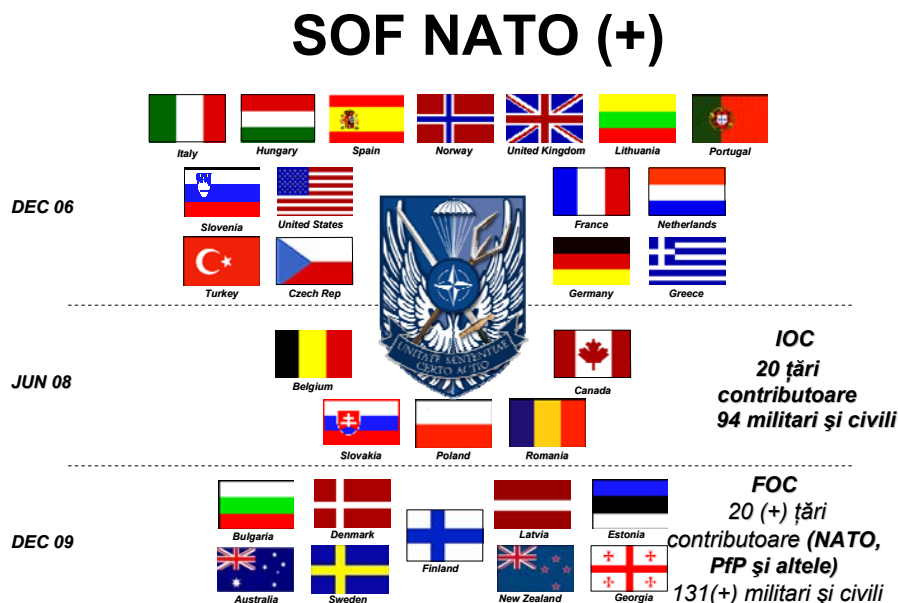 SOF NATO (+)
Italy
Hungary
Spain
Norway
United Kingdom
Lithuania
Portugal
DEC 06
Slovenia
United States
France
Netherlands
Turkey
Czech Rep
Germany
Greece
UNITATE SENTENTIAE
CERTO ACTIO
JUN 08
Belgium
Canada
Slovakia
Poland
Romania
IOC
20 țări
contributoare
94 militari şi civili
DEC 09
Bulgaria
Denmark
Finland
Latvia
Estonia
Australia
Sweden
New Zealand
Georgia
FOC
20 (+) țări
contributoare (NATO,
PfP şi altele)
131(+) militari şi civili